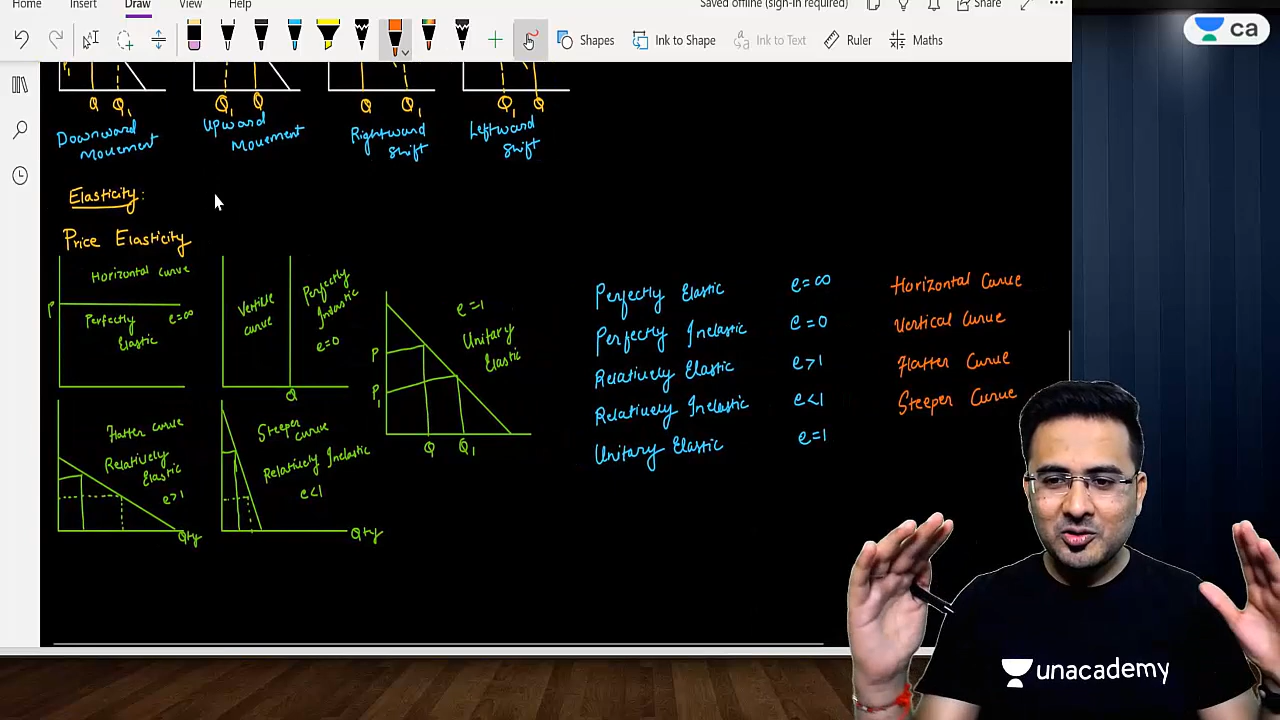 Home Insert Draw View Help Saved offline (sign-in required) Share
Shapes Ink to Shape Ink to Text Ruler Maths
ca
P1 Q Q1 Q1 Q Q Q1 Q1 Q
Downward Movement
Upward Movement
Rightward Shift
Leftward Shift
Elasticity:
Price Elasticity
Horizontal Curve
P
Perfectly Elastic e=∞
Vertical curve
Perfectly Inelastic
e=0
Q
e=1
Unitary Elastic
P
P1
Q Q1
Flatter curve
Relatively Elastic
e>1
Qty
Steeper curve
Relatively Inelastic
e<1
Qty
Perfectly Elastic e=∞ Horizontal Curve
Perfectly Inelastic e=0 Vertical Curve
Relatively Elastic e>1 Flatter Curve
Relatively Inelastic e<1 Steeper Curve
Unitary Elastic e=1
unacademy